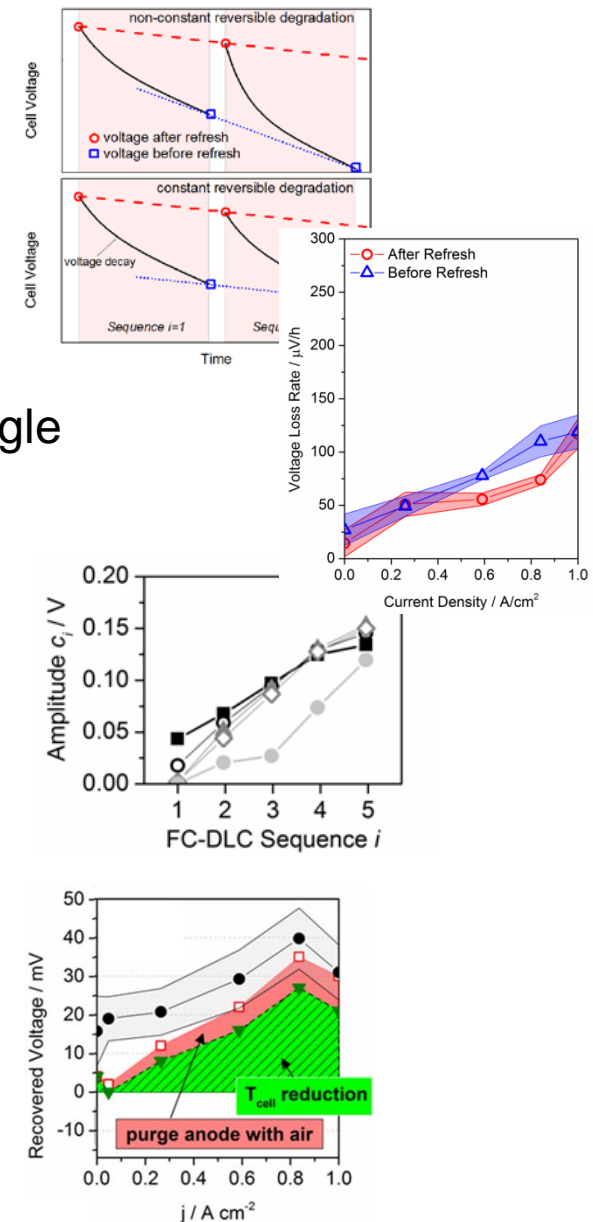 non-constant reversible degradation
Cell Voltage
voltage after refresh
voltage before refresh
constant reversible degradation
Cell Voltage
voltage decay
Sequence i=1
Time
300
250
200
150
100
50
0
After Refresh
Before Refresh
Voltage Loss Rate / µV/h
0.0 0.2 0.4 0.6 0.8 1.0
Current Density / A/cm²
gle
0.20
0.15
0.10
0.05
0.00
Amplitude cᵢ / V
1 2 3 4 5
FC-DLC Sequence i
50
40
30
20
10
0
-10
Recovered Voltage / mV
T_cell reduction
purge anode with air
0.0 0.2 0.4 0.6 0.8 1.0
j / A cm⁻²